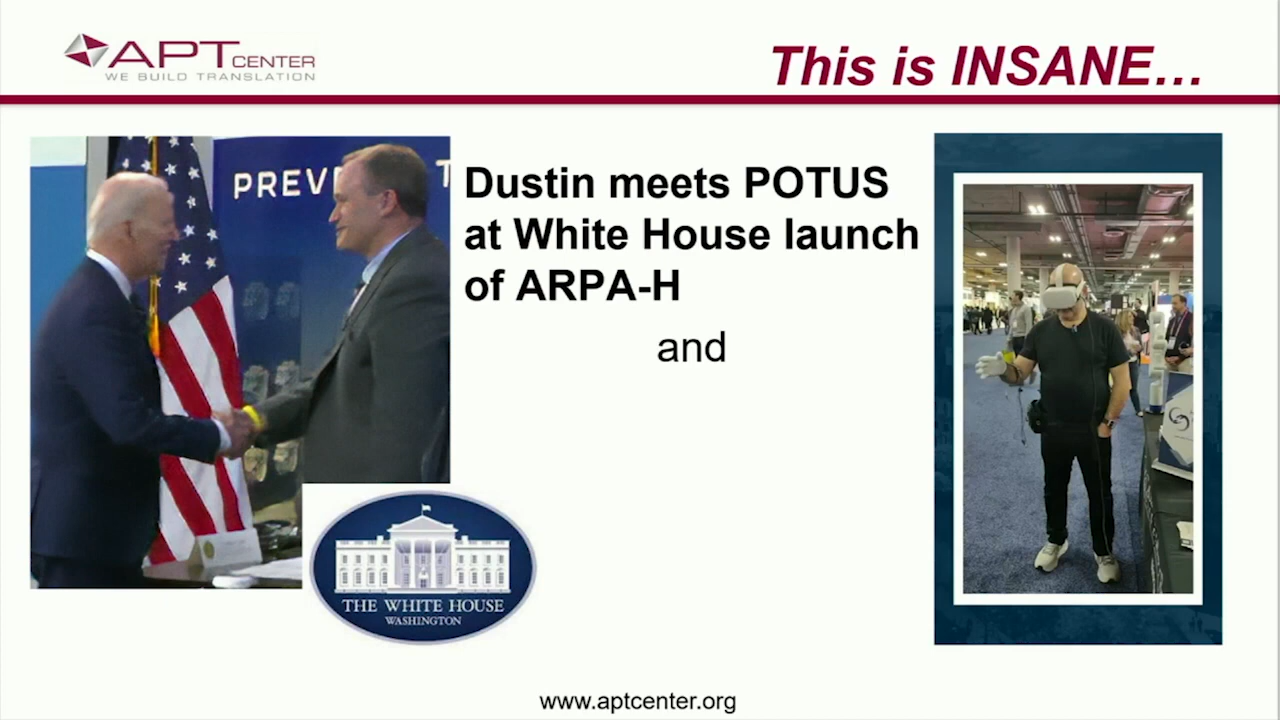 APT CENTER
WE BUILD TRANSLATION
This is INSANE...
PREV
T
Dustin meets POTUS
at White House launch
of ARPA-H
and
THE WHITE HOUSE
WASHINGTON
www.aptcenter.org